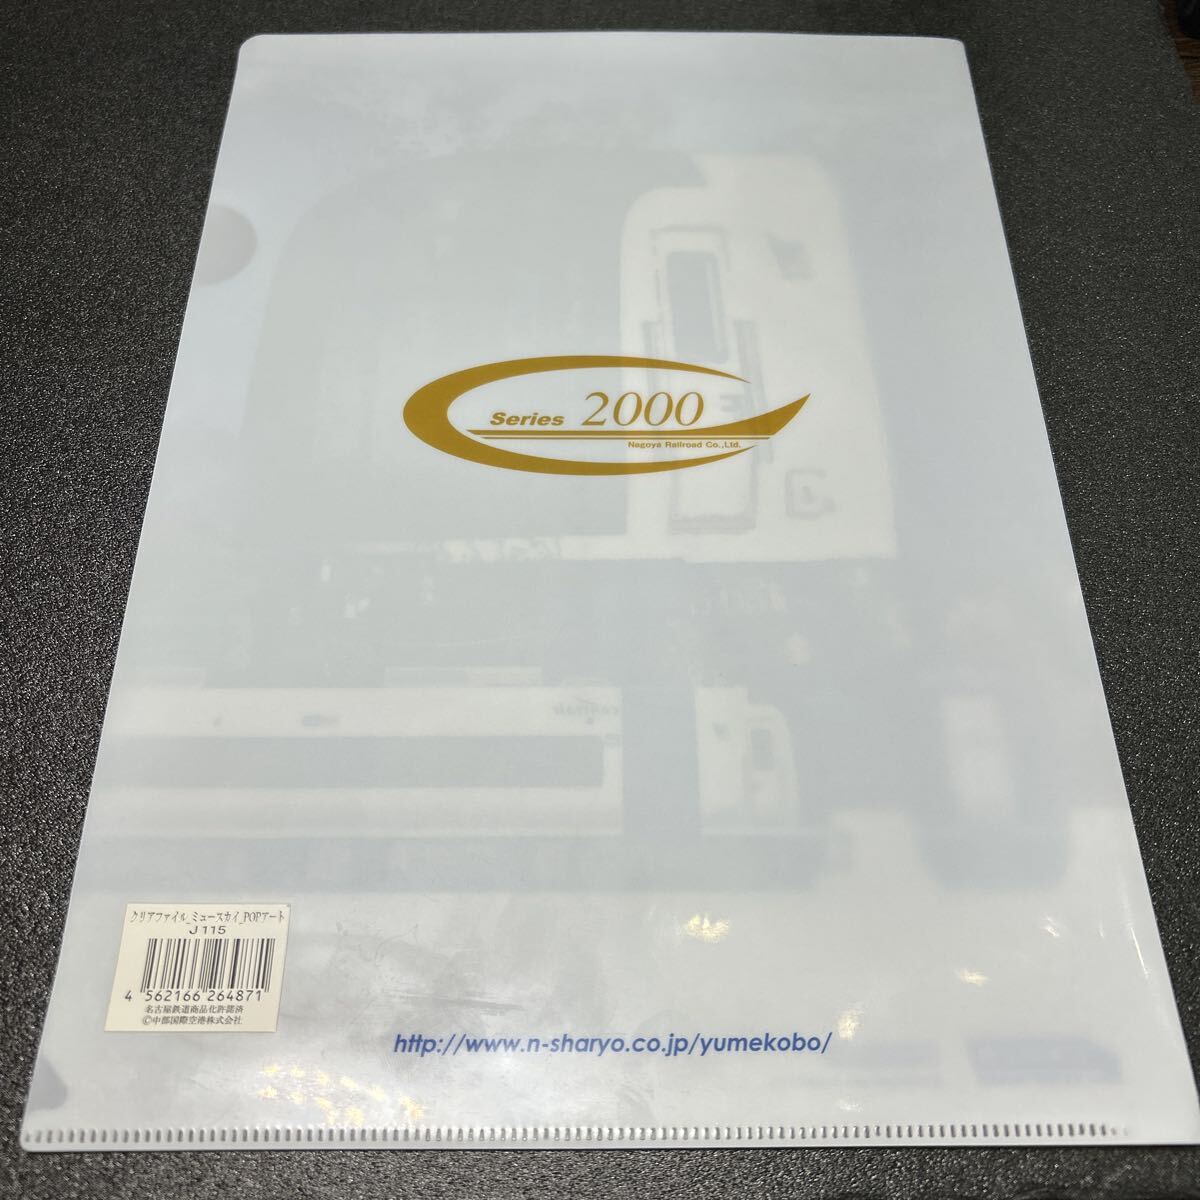 Series 2000
Nagoya Railroad Co.,Ltd.
クリアファイル_ミュースカイ_POPアート
J 115
4 562166 264871
名古屋鉄道商品化許諾済
©中部国際空港株式会社
http://www.n-sharyo.co.jp/yumekobo/